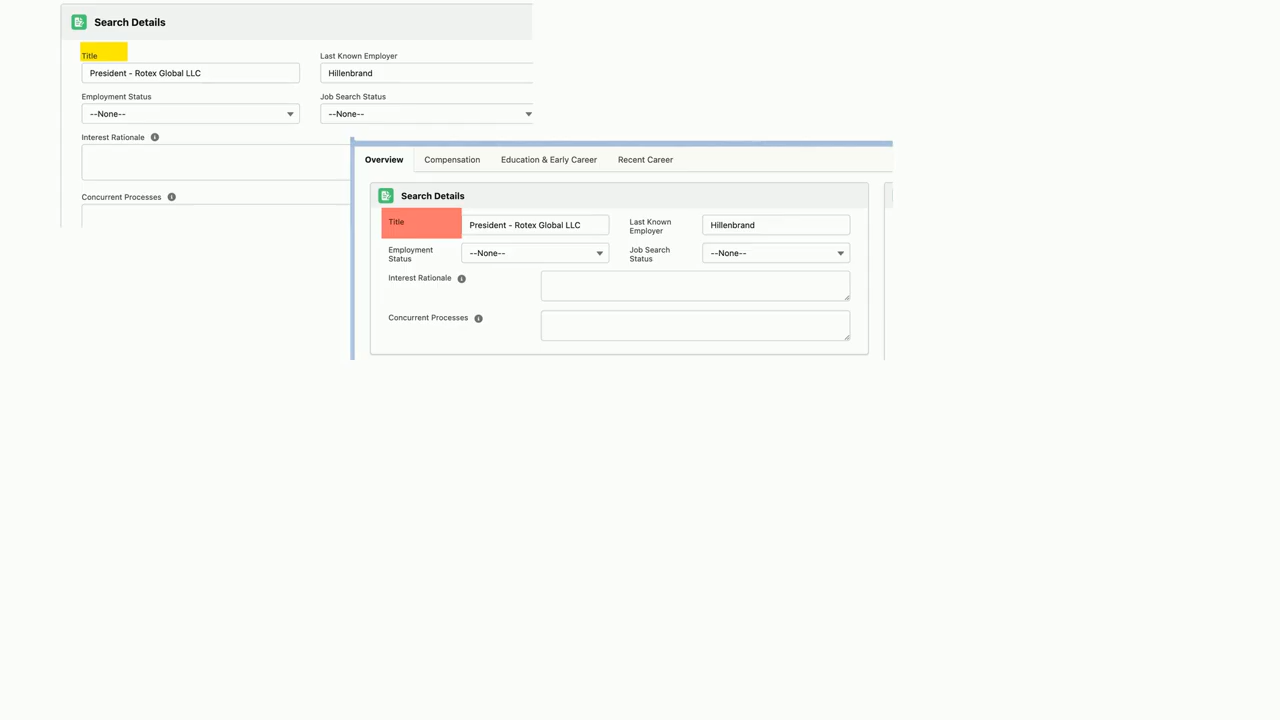 Search Details
Title Last Known Employer
President - Rotex Global LLC Hillenbrand
Employment Status Job Search Status
--None-- --None--
Interest Rationale
Concurrent Processes
Overview Compensation Education & Early Career Recent Career
Search Details
Title President - Rotex Global LLC Last Known Employer Hillenbrand
Employment Status --None-- Job Search Status --None--
Interest Rationale
Concurrent Processes